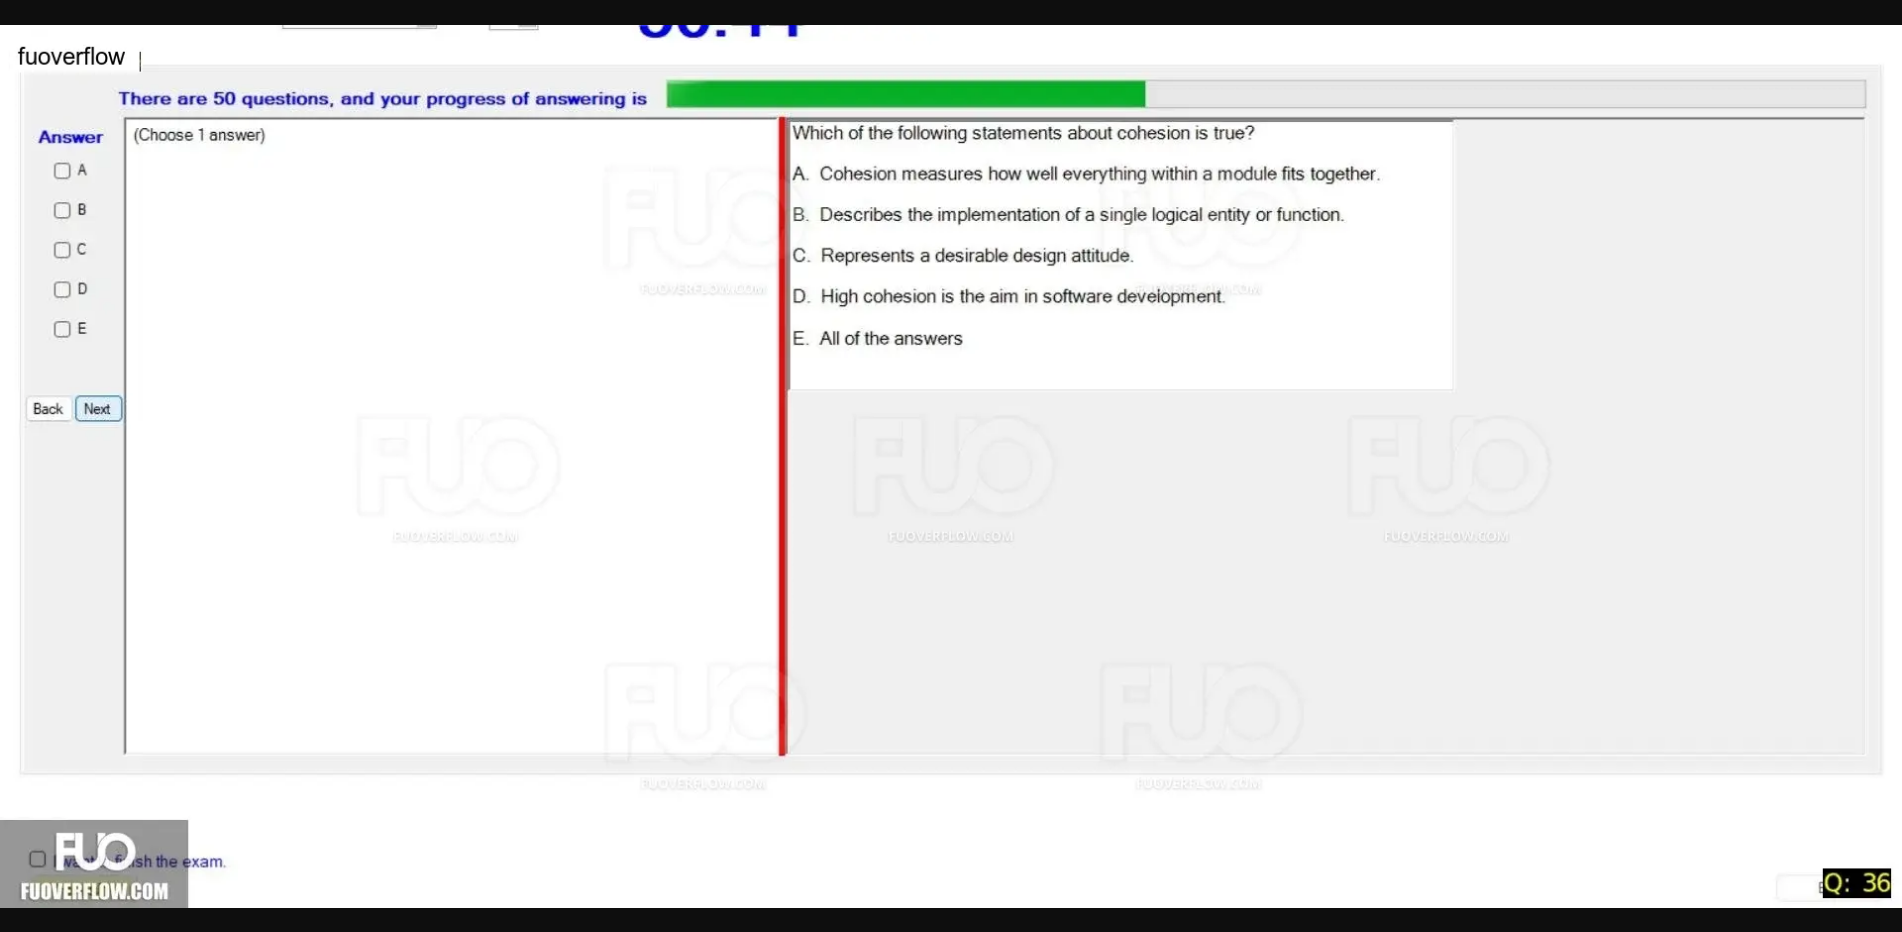 fuoverflow
There are 50 questions, and your progress of answering is
Answer
(Choose 1 answer)
A
B
C
D
E
Back Next
Which of the following statements about cohesion is true?
A. Cohesion measures how well everything within a module fits together.
B. Describes the implementation of a single logical entity or function.
C. Represents a desirable design attitude.
D. High cohesion is the aim in software development.
E. All of the answers
FUO
FUOVERFLOW.COM
FUO
FUOVERFLOW.COM
FUO
FUOVERFLOW.COM
FUO
FUOVERFLOW.COM
FUO
FUOVERFLOW.COM
FUO
FUOVERFLOW.COM
FUO
FUOVERFLOW.COM
the exam.
FUO
FUOVERFLOW.COM
Q: 36